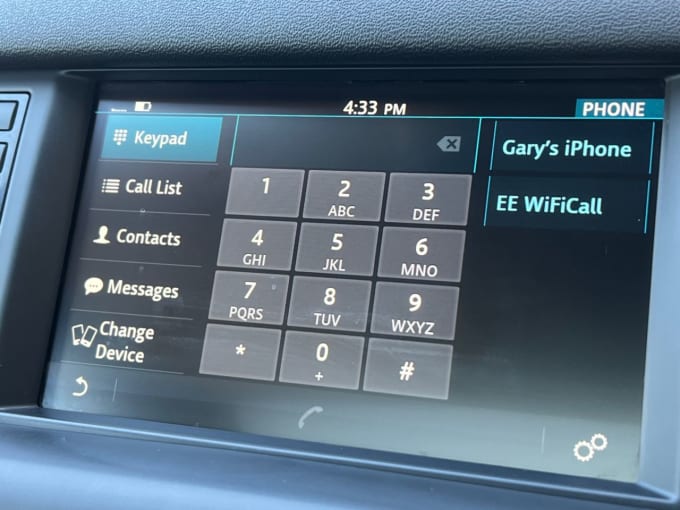 4:33 PM
PHONE
Keypad
Call List
Contacts
Messages
Change
Device
1
2
ABC
3
DEF
4
GHI
5
JKL
6
MNO
7
PQRS
8
TUV
9
WXYZ
*
0
+
#
Gary's iPhone
EE WiFiCall